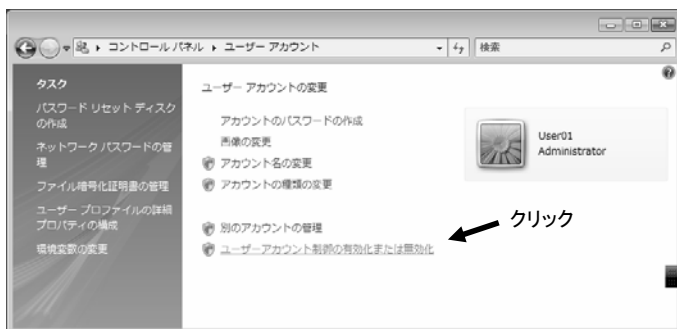 コントロール パネル ▸ ユーザー アカウント
検索
タスク
パスワード リセット ディスク
の作成
ネットワーク パスワードの管
理
ファイル暗号化証明書の管理
ユーザー プロファイルの詳細
プロパティの構成
環境変数の変更
ユーザー アカウントの変更
アカウントのパスワードの作成
画像の変更
アカウント名の変更
アカウントの種類の変更
別のアカウントの管理
ユーザーアカウント制御の有効化または無効化
User01
Administrator
クリック